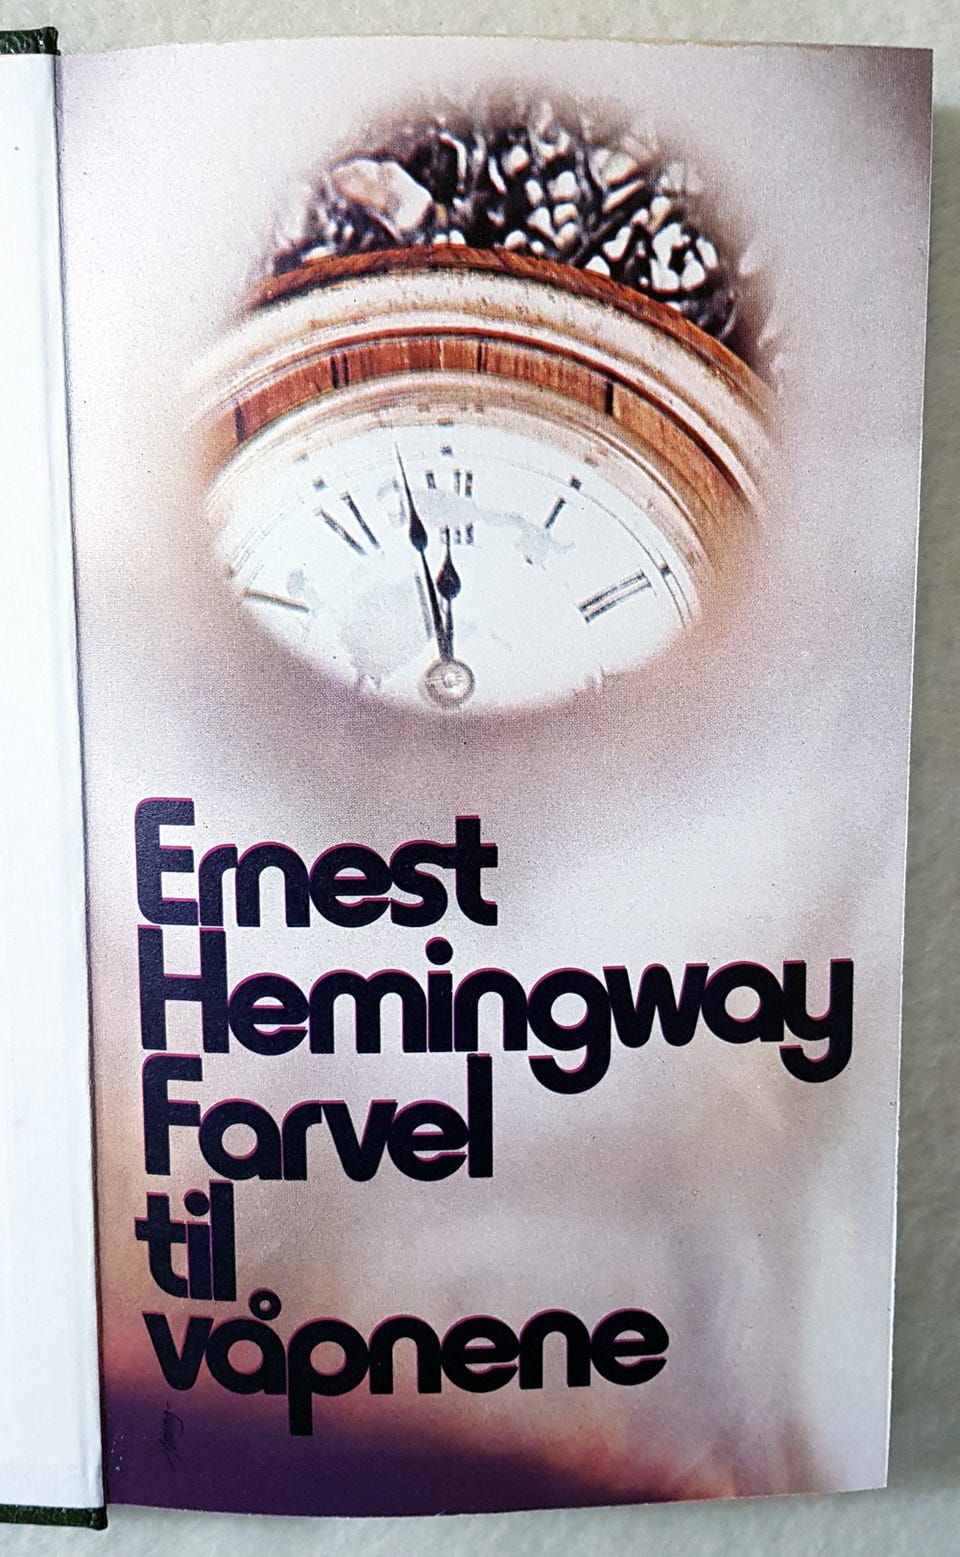 Ernest
Hemingway
Farvel
til
våpnene